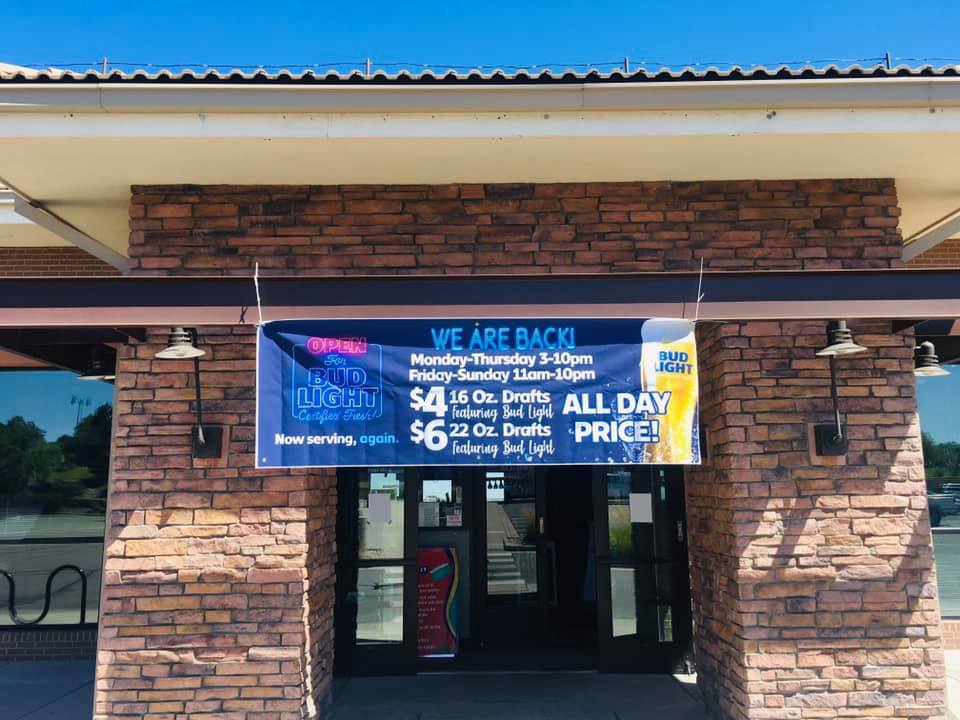 OPEN
For
BUD
LIGHT
Certified Fresh!
Now serving, again.
WE ARE BACK!
Monday-Thursday 3-10pm
Friday-Sunday 11am-10pm
$4 16 Oz. Drafts
Featuring Bud Light
$6 22 Oz. Drafts
Featuring Bud Light
ALL DAY
PRICE!
BUD
LIGHT